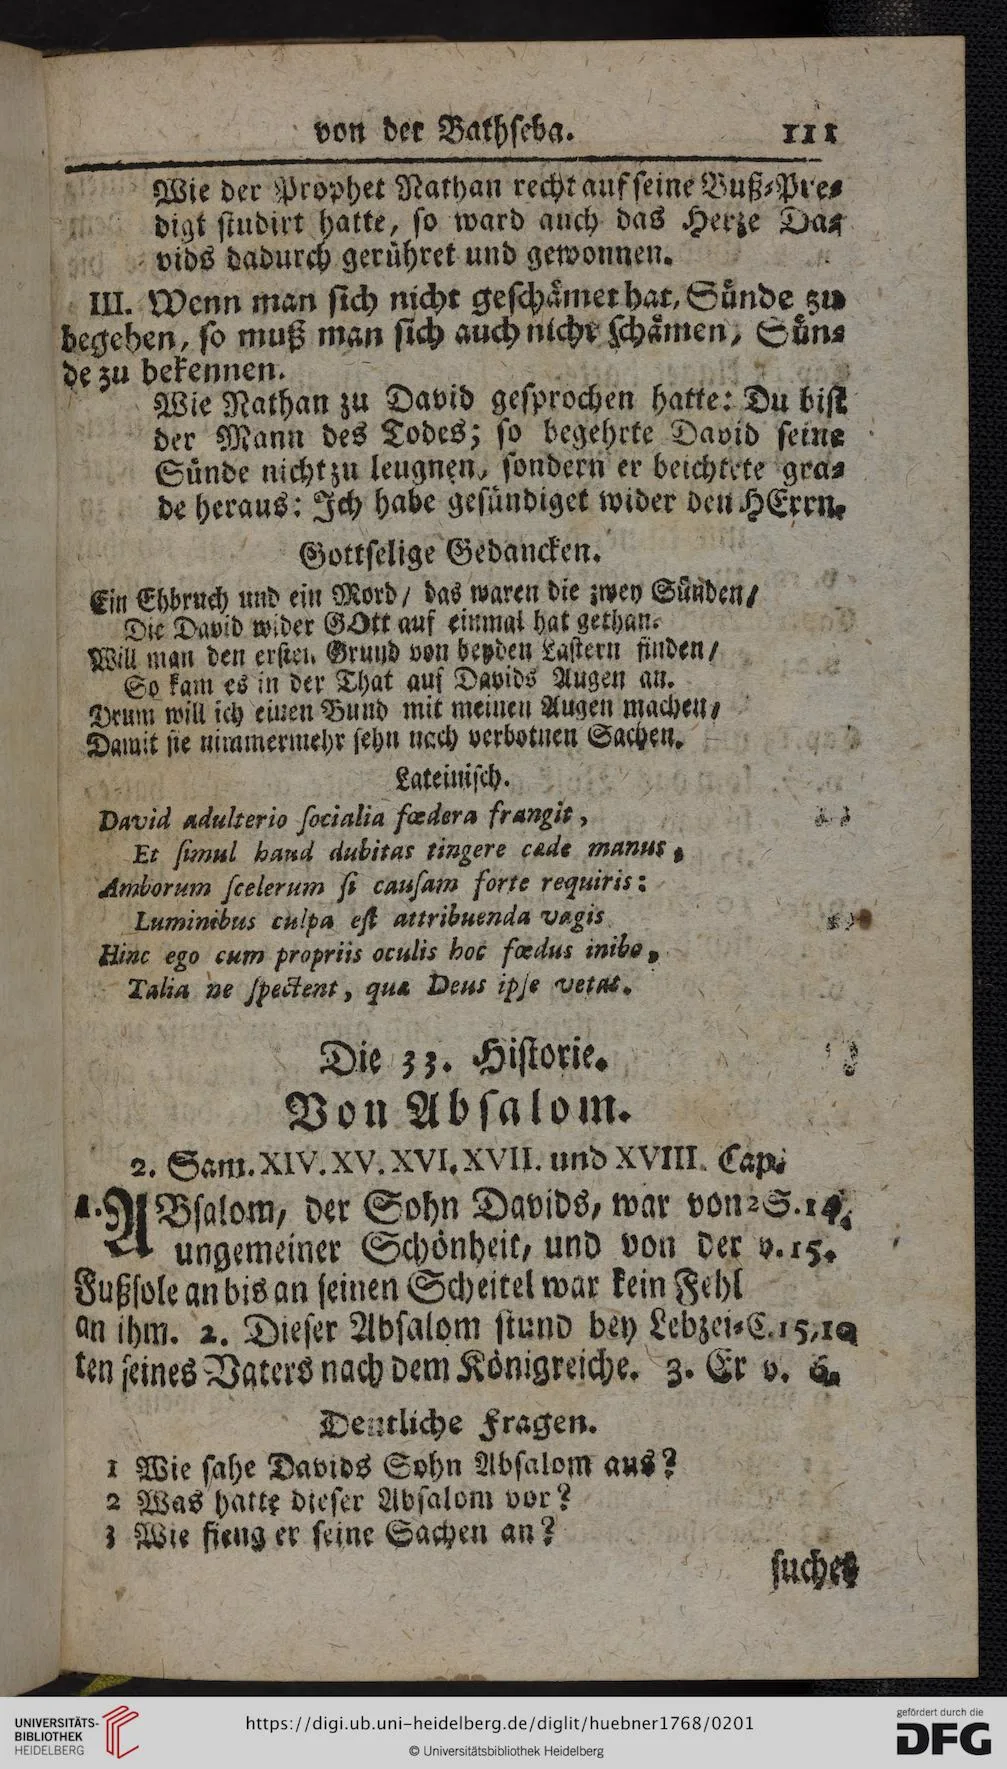 von der Bathseba. 111
Wie der Prophet Nathan recht auf seine Buß-Pre-
digt studirt hatte, so ward auch das Herze Da-
vids dadurch gerühret und gewonnen.
III. Wenn man sich nicht geschämet hat, Sünde zu
begehen, so muß man sich auch nicht schämen, Sün-
de zu bekennen.
Wie Nathan zu David gesprochen hatte: Du bist
der Mann des Todes; so begehrte David seine
Sünde nicht zu leugnen, sondern er beichtete gra-
de heraus: Ich habe gesündiget wider den HErrn.
Gottselige Gedancken.
Ein Ehbruch und ein Mord/ das waren die zwey Sünden/
Die David wider GOtt auf einmal hat gethan.
Will man den ersten Grund von beyden Lastern finden/
So kam es in der That auf Davids Augen an.
Drum will ich einen Bund mit meinen Augen machen/
Damit sie nimmermehr sehn nach verbotnen Sachen.
Lateinisch.
David adulterio ſocialia fœdera frangit,
Et ſimul haud dubitat tingere cæde manus,
Amborum ſcelerum ſi cauſam forte requiris:
Luminibus culpa eſt attribuenda vagis
Hinc ego cum propriis oculis hoc fœdus inibo,
Talia ne ſpectent, quæ Deus ipſe vetat.
Die 33. Historie.
Von Absalom.
2. Sam. XIV. XV. XVI. XVII. und XVIII. Cap.
1. ABsalom, der Sohn Davids, war von 2 S. 14,
ungemeiner Schönheit, und von der v. 15.
Fußsole an bis an seinen Scheitel war kein Fehl
an ihm. 2. Dieser Absalom stund bey Lebzei- C. 15, 10
ten seines Vaters nach dem Königreiche. 3. Er v. 6.
Deutliche Fragen.
1 Wie sahe Davids Sohn Absalom aus?
2 Was hatte dieser Absalom vor?
3 Wie fieng er seine Sachen an?
suchet
UNIVERSITÄTS-
BIBLIOTHEK
HEIDELBERG
https://digi.ub.uni-heidelberg.de/diglit/huebner1768/0201
© Universitätsbibliothek Heidelberg
gefördert durch die
DFG